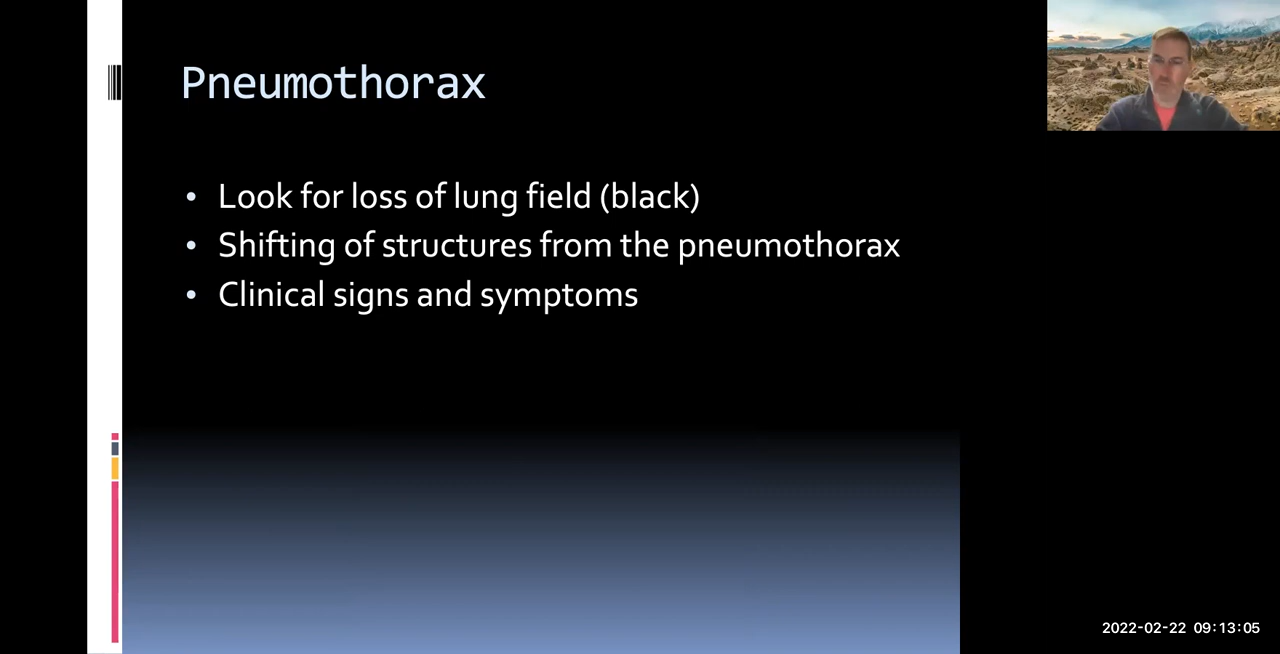 Pneumothorax
• Look for loss of lung field (black)
• Shifting of structures from the pneumothorax
• Clinical signs and symptoms
2022-02-22 09:13:05